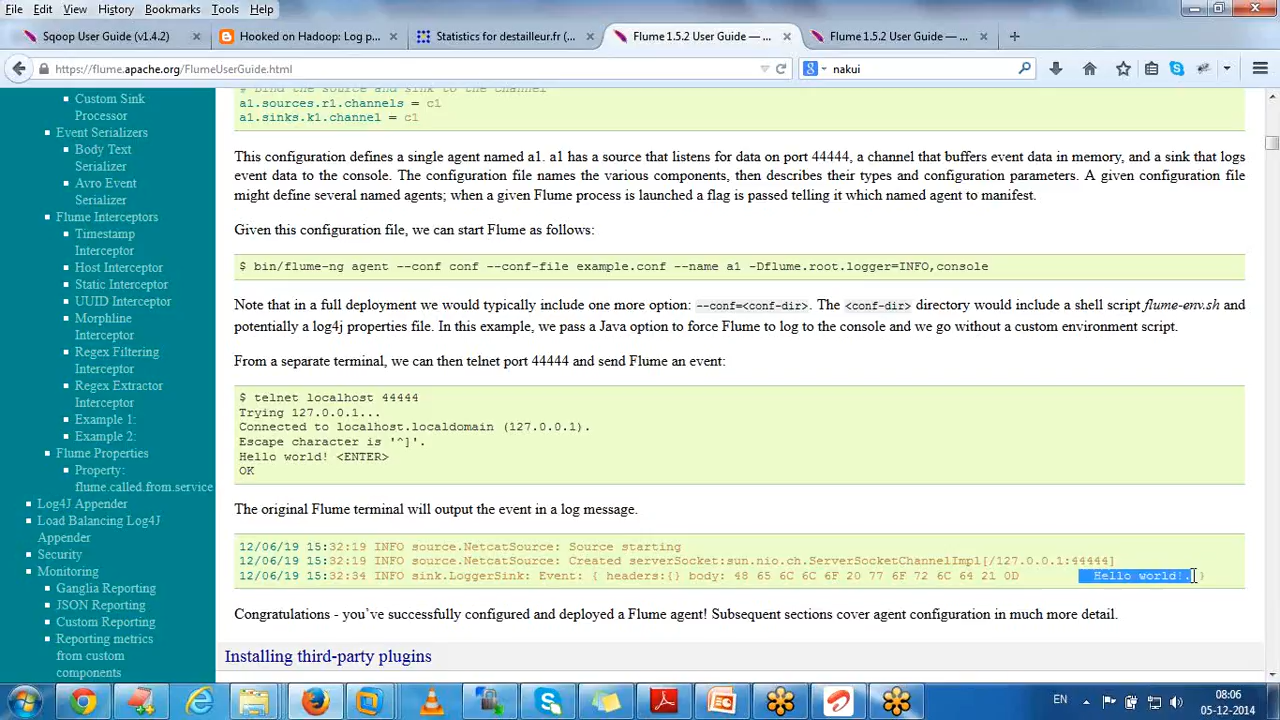 File Edit View History Bookmarks Tools Help
Sqoop User Guide (v1.4.2) × Hooked on Hadoop: Log p... × Statistics for destailleur.fr (... × Flume 1.5.2 User Guide — ... × Flume 1.5.2 User Guide — ... × +
https://flume.apache.org/FlumeUserGuide.html nakui
Custom Sink
Processor
Event Serializers
Body Text
Serializer
Avro Event
Serializer
Flume Interceptors
Timestamp
Interceptor
Host Interceptor
Static Interceptor
UUID Interceptor
Morphline
Interceptor
Regex Filtering
Interceptor
Regex Extractor
Interceptor
Example 1:
Example 2:
Flume Properties
Property:
flume.called.from.service
Log4J Appender
Load Balancing Log4J
Appender
Security
Monitoring
Ganglia Reporting
JSON Reporting
Custom Reporting
Reporting metrics
from custom
components
# Bind the source and sink to the channel
a1.sources.r1.channels = c1
a1.sinks.k1.channel = c1
This configuration defines a single agent named a1. a1 has a source that listens for data on port 44444, a channel that buffers event data in memory, and a sink that logs
event data to the console. The configuration file names the various components, then describes their types and configuration parameters. A given configuration file
might define several named agents; when a given Flume process is launched a flag is passed telling it which named agent to manifest.
Given this configuration file, we can start Flume as follows:
$ bin/flume-ng agent --conf conf --conf-file example.conf --name a1 -Dflume.root.logger=INFO,console
Note that in a full deployment we would typically include one more option: --conf=<conf-dir>. The <conf-dir> directory would include a shell script flume-env.sh and
potentially a log4j properties file. In this example, we pass a Java option to force Flume to log to the console and we go without a custom environment script.
From a separate terminal, we can then telnet port 44444 and send Flume an event:
$ telnet localhost 44444
Trying 127.0.0.1...
Connected to localhost.localdomain (127.0.0.1).
Escape character is '^]'.
Hello world! <ENTER>
OK
The original Flume terminal will output the event in a log message.
12/06/19 15:32:19 INFO source.NetcatSource: Source starting
12/06/19 15:32:19 INFO source.NetcatSource: Created serverSocket:sun.nio.ch.ServerSocketChannelImpl[/127.0.0.1:44444]
12/06/19 15:32:34 INFO sink.LoggerSink: Event: { headers:{} body: 48 65 6C 6C 6F 20 77 6F 72 6C 64 21 0D Hello world!. }
Congratulations - you've successfully configured and deployed a Flume agent! Subsequent sections cover agent configuration in much more detail.
Installing third-party plugins
EN 08:06
05-12-2014